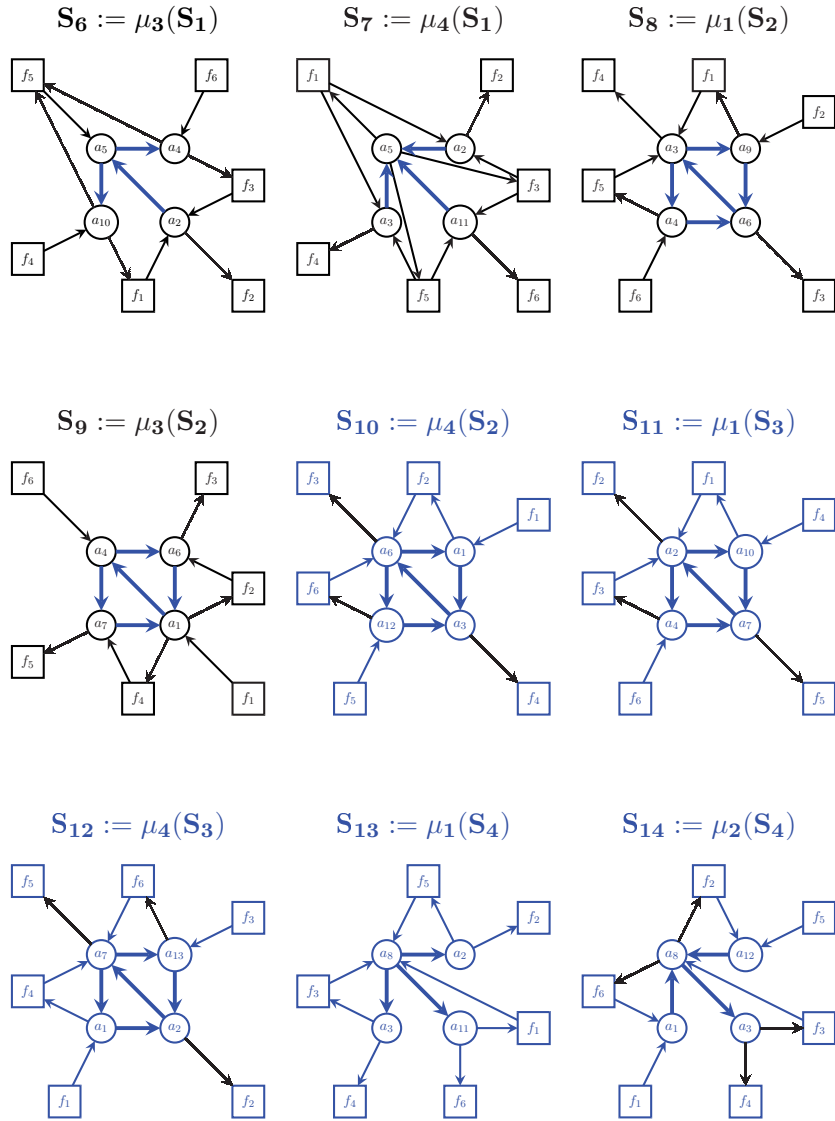 S₆ := μ₃(S₁) S₇ := μ₄(S₁) S₈ := μ₁(S₂)
f₅ f₆ a₅ a₄ f₃ a₁₀ a₂ f₄ f₁ f₂
f₁ f₂ a₅ a₂ f₃ a₃ a₁₁ f₄ f₅ f₆
f₄ f₁ f₂ a₃ a₉ f₅ a₄ a₆ f₆ f₃
S₉ := μ₃(S₂) S₁₀ := μ₄(S₂) S₁₁ := μ₁(S₃)
f₆ f₃ a₄ a₆ f₂ a₇ a₁ f₅ f₄ f₁
f₃ f₂ f₁ a₆ a₁ f₆ a₁₂ a₃ f₅ f₄
f₂ f₁ f₄ a₂ a₁₀ f₃ a₄ a₇ f₆ f₅
S₁₂ := μ₄(S₃) S₁₃ := μ₁(S₄) S₁₄ := μ₂(S₄)
f₅ f₆ f₃ a₇ a₁₃ f₄ a₁ a₂ f₁ f₂
f₅ f₂ a₈ a₂ f₃ a₃ a₁₁ f₁ f₄ f₆
f₂ f₅ a₈ a₁₂ f₆ a₁ a₃ f₃ f₁ f₄